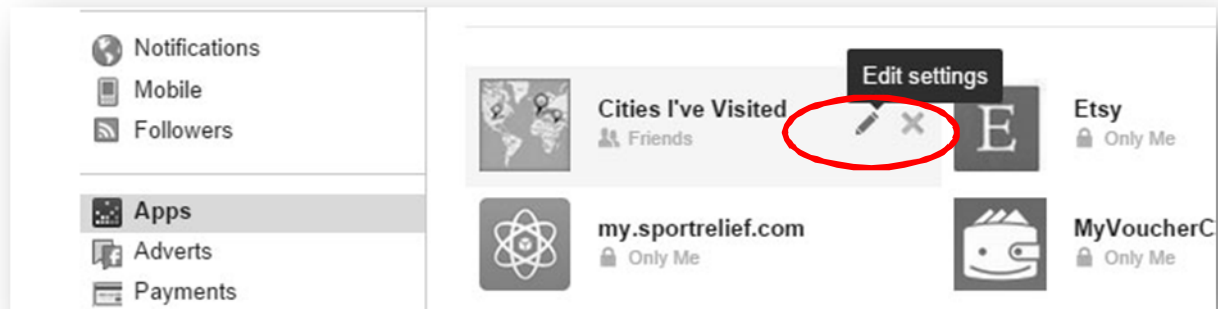 Notifications
Mobile
Followers
Apps
Adverts
Payments
Edit settings
Cities I've Visited
Friends
E
Etsy
Only Me
my.sportrelief.com
Only Me
MyVoucherC
Only Me